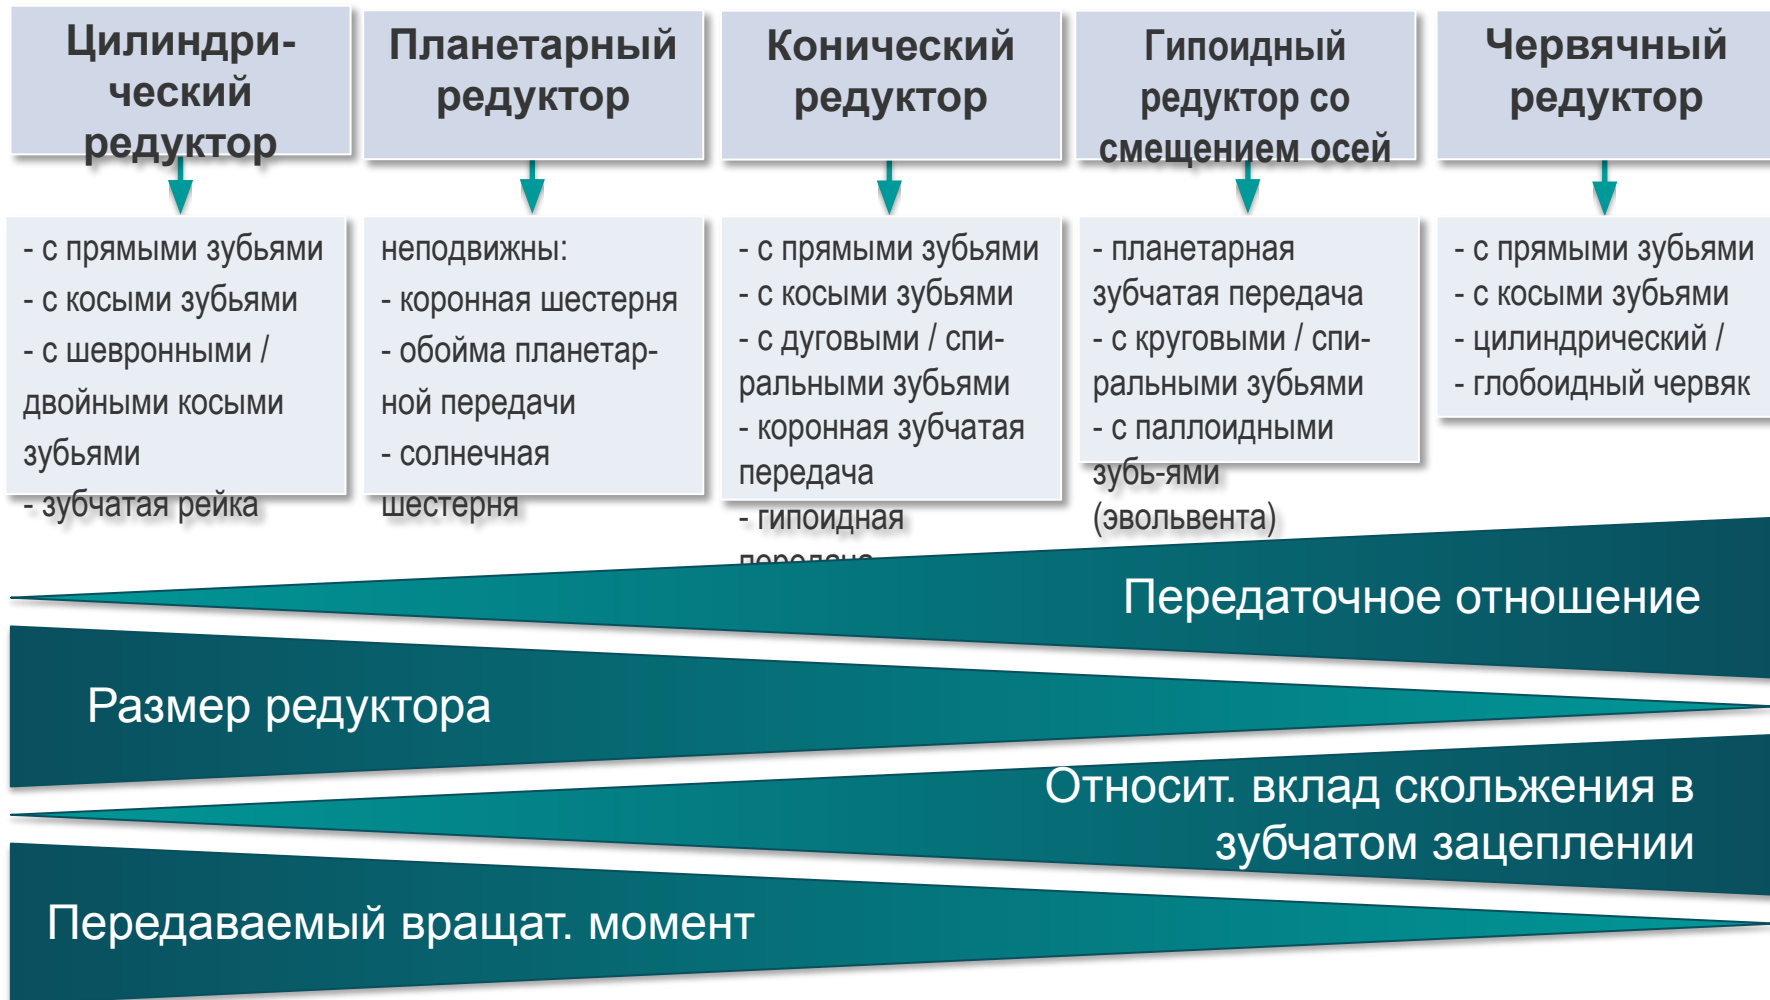 Цилиндри-
ческий
редуктор
Планетарный
редуктор
Конический
редуктор
Гипоидный
редуктор со
смещением осей
Червячный
редуктор
- с прямыми зубьями
- с косыми зубьями
- с шевронными /
двойными косыми
зубьями
- зубчатая рейка
неподвижны:
- коронная шестерня
- обойма планетар-
ной передачи
- солнечная
шестерня
- с прямыми зубьями
- с косыми зубьями
- с дуговыми / спи-
ральными зубьями
- коронная зубчатая
передача
- гипоидная
передача
- планетарная
зубчатая передача
- с круговыми / спи-
ральными зубьями
- с паллоидными
зубь-ями
(эвольвента)
- с прямыми зубьями
- с косыми зубьями
- цилиндрический /
- глобоидный червяк
Передаточное отношение
Размер редуктора
Относит. вклад скольжения в
зубчатом зацеплении
Передаваемый вращат. момент